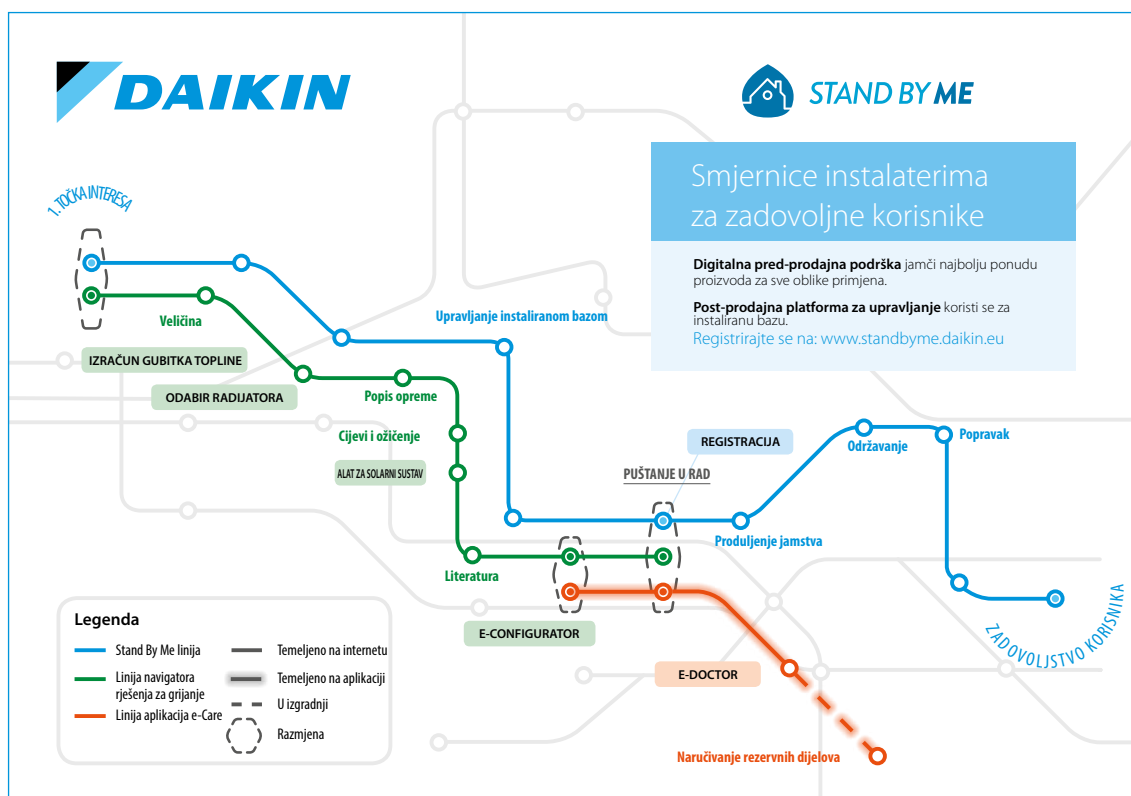 DAIKIN
STAND BY ME
Smjernice instalaterima
za zadovoljne korisnike
Digitalna pred-prodajna podrška jamči najbolju ponudu
proizvoda za sve oblike primjena.
Post-prodajna platforma za upravljanje koristi se za
instaliranu bazu.
Registrirajte se na: www.standbyme.daikin.eu
1. TOČKA INTERESA
Veličina
Upravljanje instaliranom bazom
IZRAČUN GUBITKA TOPLINE
ODABIR RADIJATORA
Popis opreme
Cijevi i ožičenje
ALAT ZA SOLARNI SUSTAV
REGISTRACIJA
Održavanje
Popravak
PUŠTANJE U RAD
Produljenje jamstva
Literatura
E-CONFIGURATOR
ZADOVOLJSTVO KORISNIKA
E-DOCTOR
Naručivanje rezervnih dijelova
Legenda
Stand By Me linija
Linija navigatora
rješenja za grijanje
Linija aplikacija e-Care
Temeljeno na internetu
Temeljeno na aplikaciji
U izgradnji
Razmjena